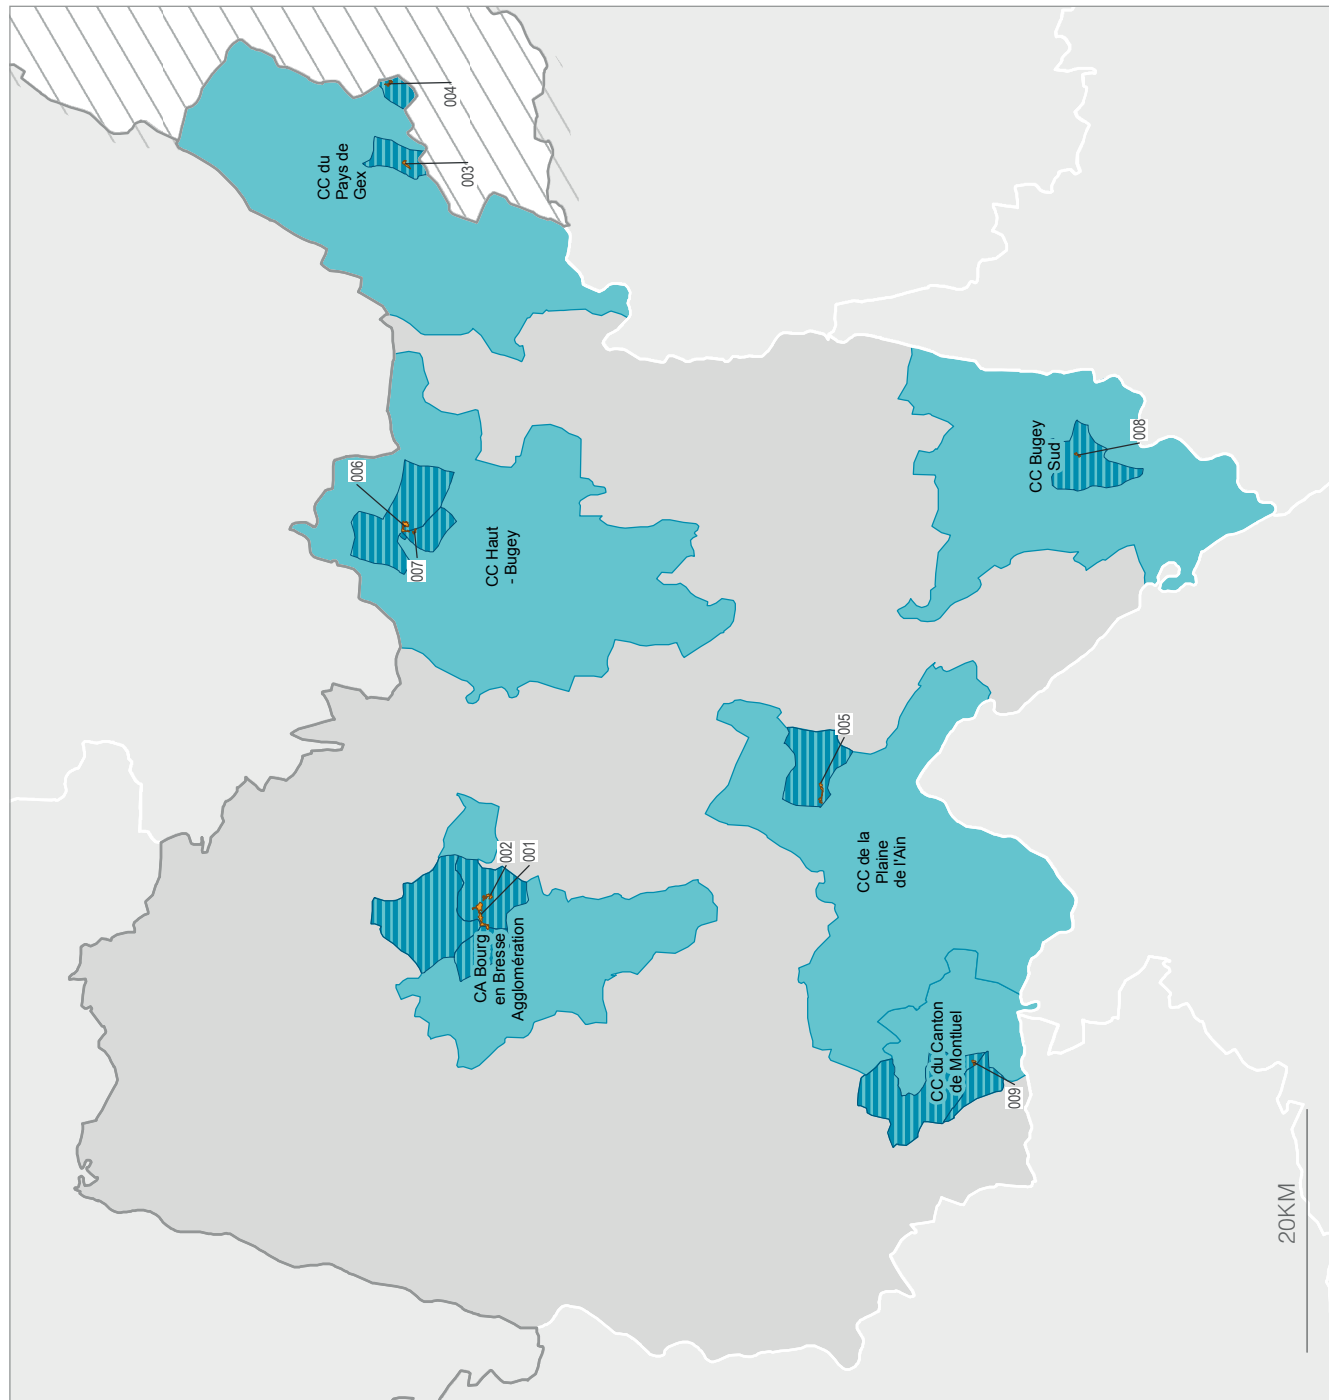 CC du
Pays de
Gex
004
003
006
007
CC Haut
- Bugey
CC Bugey
Sud
008
005
002
001
CA Bourg
en Bresse
Agglomération
CC de la
Plaine
de l'Ain
CC du Canton
de Montluel
009
20KM